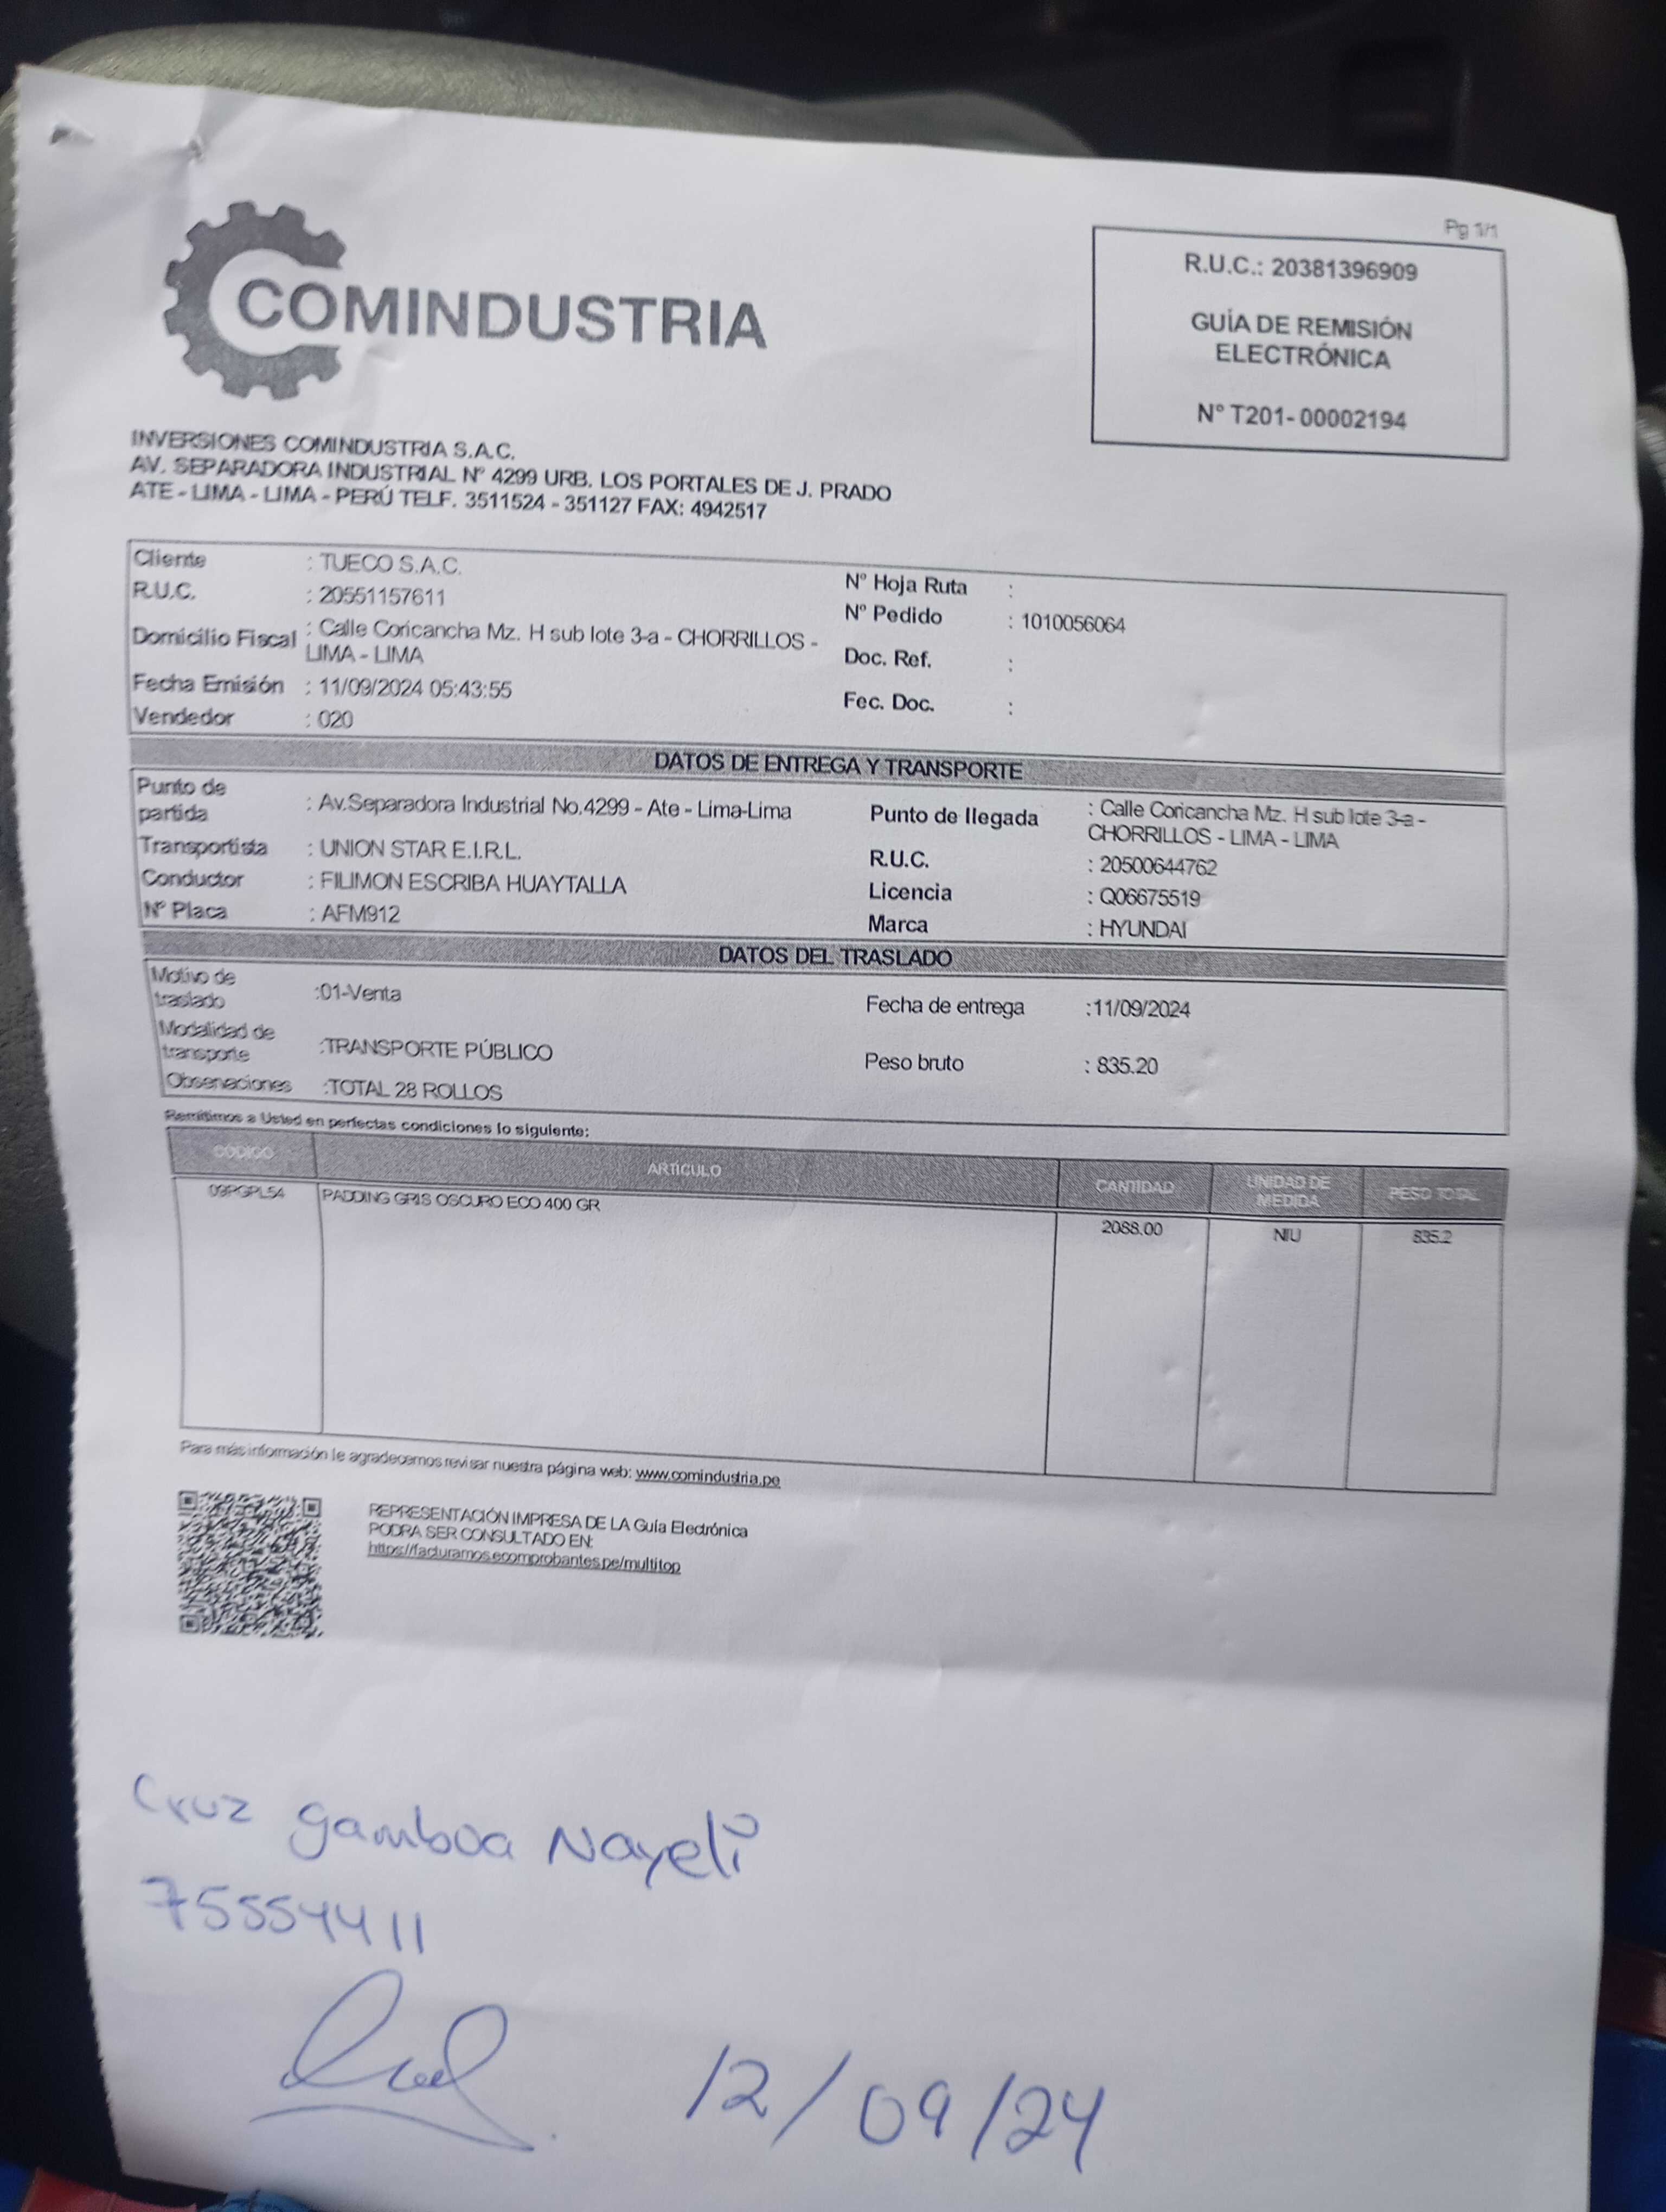 Pg 1/1
COMINDUSTRIA
R.U.C.: 20381396909
GUÍA DE REMISIÓN
ELECTRÓNICA
N° T201-00002194
INVERSIONES COMINDUSTRIA S.A.C.
AV. SEPARADORA INDUSTRIAL N° 4299 URB. LOS PORTALES DE J. PRADO
ATE - LIMA - LIMA - PERÚ TELF. 3511524 - 351127 FAX: 4942517
Cliente : TUECO S.A.C.
R.U.C. : 20551157611
Domicilio Fiscal : Calle Coricancha Mz. H sub lote 3-a - CHORRILLOS -
LIMA - LIMA
Fecha Emisión : 11/09/2024 05:43:55
Vendedor : 020
N° Hoja Ruta :
N° Pedido : 1010056064
Doc. Ref. :
Fec. Doc. :
DATOS DE ENTREGA Y TRANSPORTE
Punto de
partida : Av.Separadora Industrial No.4299 - Ate - Lima-Lima
Transportista : UNION STAR E.I.R.L.
Conductor : FILIMON ESCRIBA HUAYTALLA
N° Placa : AFM912
Punto de llegada : Calle Coricancha Mz. H sub lote 3-a -
CHORRILLOS - LIMA - LIMA
R.U.C. : 20500644762
Licencia : Q06675519
Marca : HYUNDAI
DATOS DEL TRASLADO
Motivo de
traslado :01-Venta
Modalidad de
transporte :TRANSPORTE PÚBLICO
Observaciones :TOTAL 28 ROLLOS
Fecha de entrega :11/09/2024
Peso bruto : 835.20
Remitimos a Usted en perfectas condiciones lo siguiente:
CODIGO ARTICULO CANTIDAD UNIDAD DE MEDIDA PESO TOTAL
09PGPL54 PADDING GRIS OSCURO ECO 400 GR 2088.00 NIU 835.2
Para más información le agradecemos revisar nuestra página web: www.comindustria.pe
REPRESENTACIÓN IMPRESA DE LA Guía Electrónica
PODRA SER CONSULTADO EN:
https://facturamos.ecomprobantes.pe/multitop
Cruz gamboa Nayeli
75554411
12/09/24